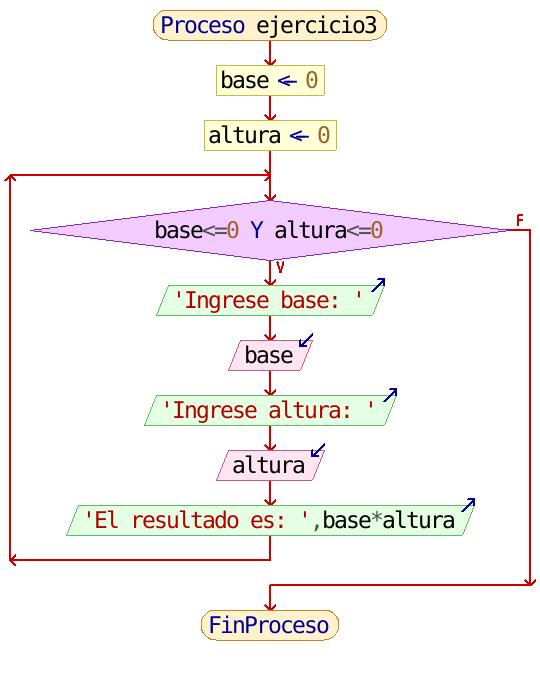 Proceso ejercicio3
base <- 0
altura <- 0
base<=0 Y altura<=0
F
V
'Ingrese base: '
base
'Ingrese altura: '
altura
'El resultado es: ',base*altura
FinProceso